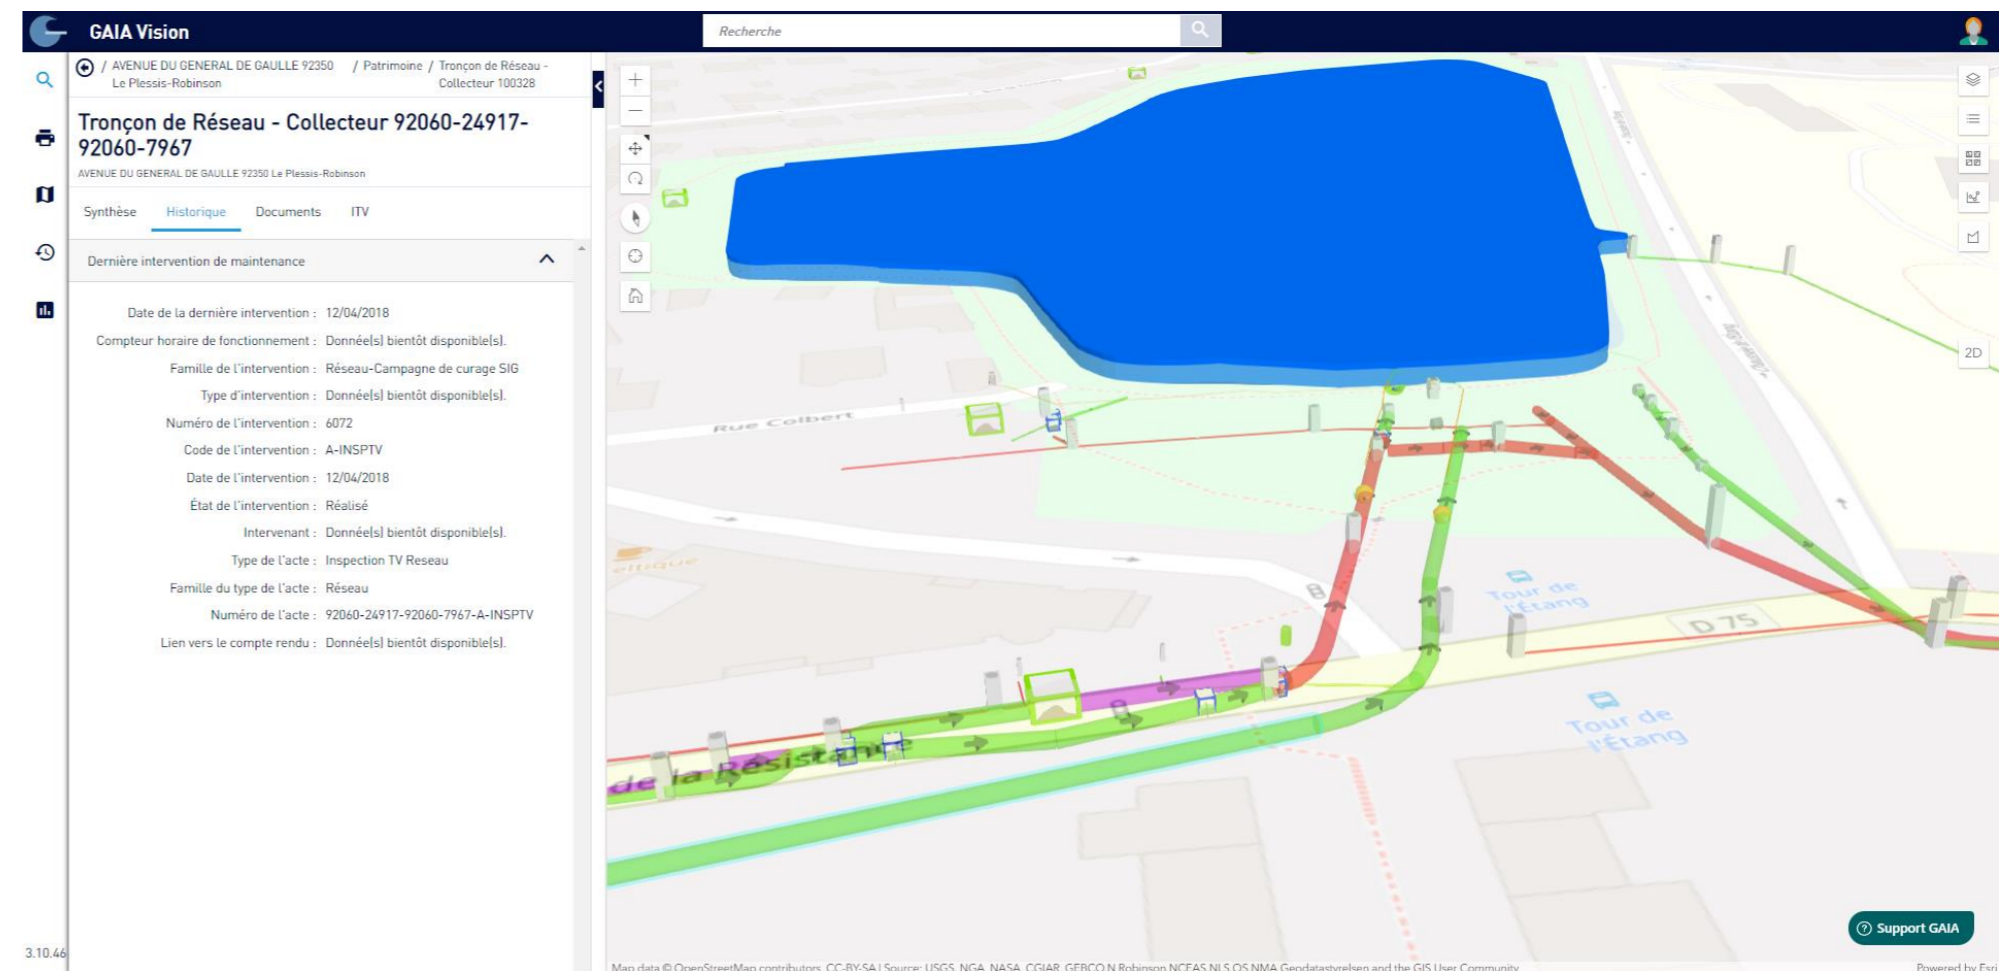 GAIA Vision
Recherche
/ AVENUE DU GENERAL DE GAULLE 92350 / Patrimoine / Tronçon de Réseau -
Le Plessis-Robinson Collecteur 100328
Tronçon de Réseau - Collecteur 92060-24917-
92060-7967
AVENUE DU GENERAL DE GAULLE 92350 Le Plessis-Robinson
Synthèse Historique Documents ITV
Dernière intervention de maintenance
Date de la dernière intervention : 12/04/2018
Compteur horaire de fonctionnement : Donnée(s) bientôt disponible(s).
Famille de l'intervention : Réseau-Campagne de curage SIG
Type d'intervention : Donnée(s) bientôt disponible(s).
Numéro de l'intervention : 6072
Code de l'intervention : A-INSPTV
Date de l'intervention : 12/04/2018
État de l'intervention : Réalisé
Intervenant : Donnée(s) bientôt disponible(s).
Type de l'acte : Inspection TV Reseau
Famille du type de l'acte : Réseau
Numéro de l'acte : 92060-24917-92060-7967-A-INSPTV
Lien vers le compte rendu : Donnée(s) bientôt disponible(s).
3.10.46
2D
Rue Colbert
eltique
Tour de
l'Étang
D 75
Tour de
l'Étang
de la Résistance
Support GAIA
Map data © OpenStreetMap contributors, CC-BY-SA | Source: USGS, NGA, NASA, CGIAR, GEBCO,N Robinson,NCEAS,NLS,OS,NMA,Geodatastyrelsen and the GIS User Community
Powered by Esri